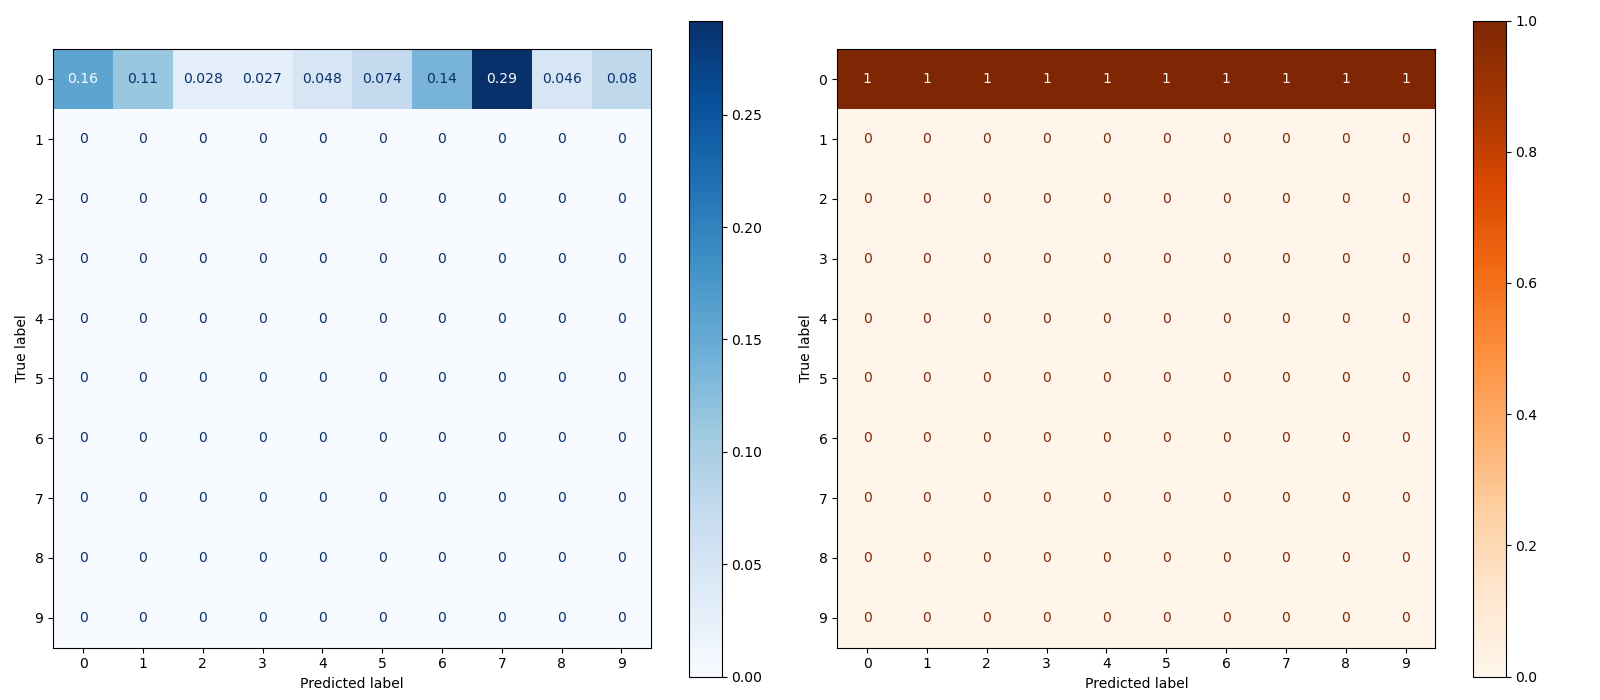 0 0.16 0.11 0.028 0.027 0.048 0.074 0.14 0.29 0.046 0.08
1 0 0 0 0 0 0 0 0 0 0
2 0 0 0 0 0 0 0 0 0 0
3 0 0 0 0 0 0 0 0 0 0
4 0 0 0 0 0 0 0 0 0 0
5 0 0 0 0 0 0 0 0 0 0
6 0 0 0 0 0 0 0 0 0 0
7 0 0 0 0 0 0 0 0 0 0
8 0 0 0 0 0 0 0 0 0 0
9 0 0 0 0 0 0 0 0 0 0
0 1 2 3 4 5 6 7 8 9
Predicted label
True label
0.25
0.20
0.15
0.10
0.05
0.00
0 1 1 1 1 1 1 1 1 1 1
1 0 0 0 0 0 0 0 0 0 0
2 0 0 0 0 0 0 0 0 0 0
3 0 0 0 0 0 0 0 0 0 0
4 0 0 0 0 0 0 0 0 0 0
5 0 0 0 0 0 0 0 0 0 0
6 0 0 0 0 0 0 0 0 0 0
7 0 0 0 0 0 0 0 0 0 0
8 0 0 0 0 0 0 0 0 0 0
9 0 0 0 0 0 0 0 0 0 0
0 1 2 3 4 5 6 7 8 9
Predicted label
True label
1.0
0.8
0.6
0.4
0.2
0.0